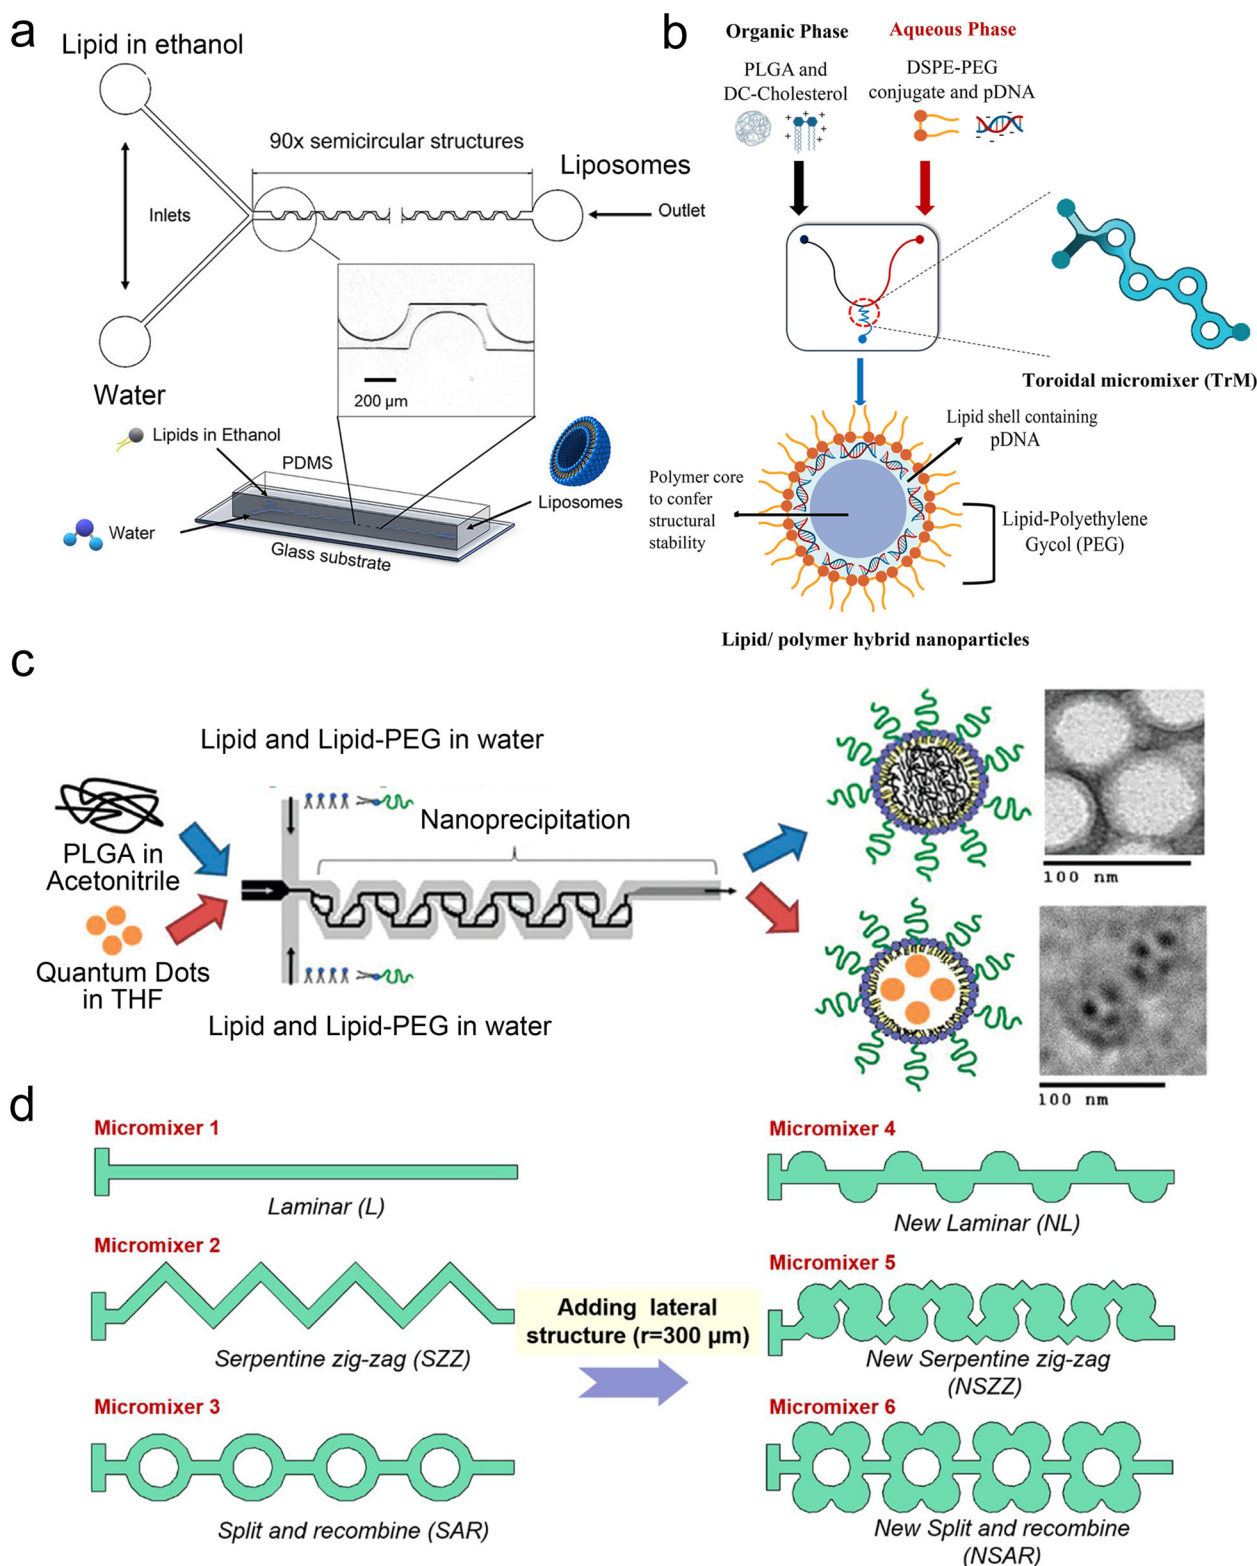 a
Lipid in ethanol
90x semicircular structures
Liposomes
Inlets
Outlet
200 µm
Water
Lipids in Ethanol
PDMS
Water
Liposomes
Glass substrate
b
Organic Phase
Aqueous Phase
PLGA and
DC-Cholesterol
DSPE-PEG
conjugate and pDNA
Toroidal micromixer (TrM)
Lipid shell containing
pDNA
Polymer core
to confer
structural
stability
Lipid-Polyethylene
Gycol (PEG)
Lipid/ polymer hybrid nanoparticles
c
Lipid and Lipid-PEG in water
Nanoprecipitation
PLGA in
Acetonitrile
Quantum Dots
in THF
Lipid and Lipid-PEG in water
100 nm
100 nm
d
Micromixer 1
Laminar (L)
Micromixer 2
Serpentine zig-zag (SZZ)
Micromixer 3
Split and recombine (SAR)
Adding lateral
structure (r=300 µm)
Micromixer 4
New Laminar (NL)
Micromixer 5
New Serpentine zig-zag
(NSZZ)
Micromixer 6
New Split and recombine
(NSAR)